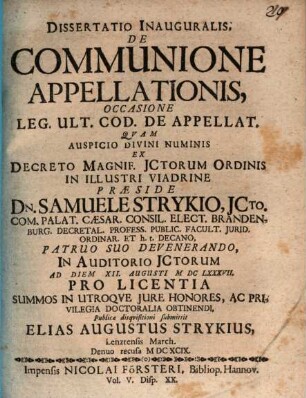 DISSERTATIO INAUGURALIS,
DE
COMMUNIONE
APPELLATIONIS,
OCCASIONE
LEG. ULT. COD. DE APPELLAT.
QVAM
AUSPICIO DIVINI NUMINIS
EX
DECRETO MAGNIF. JCTORUM ORDINIS
IN ILLUSTRI VIADRINE
PRÆSIDE
DN. SAMUELE STRYKIO, JCTO.
COM. PALAT. CÆSAR. CONSIL. ELECT. BRANDEN-
BURG. DECRETAL. PROFESS. PUBLIC. FACULT. JURID.
ORDINAR. ET h. t. DECANO,
PATRUO SUO DEVENERANDO,
IN AUDITORIO JCTORUM
AD DIEM XII. AUGUSTI M DC LXXXVII.
PRO LICENTIA
SUMMOS IN UTROQVE JURE HONORES, AC PRI-
VILEGIA DOCTORALIA OBTINENDI,
Publicæ disquisitioni submittit
ELIAS AUGUSTUS STRYKIUS,
Lenzensis March.
Denuo recusa MDCXCIX.
Impensis NICOLAI FöRSTERI, Bibliop. Hannov.
Vol. V. Disp. XX.